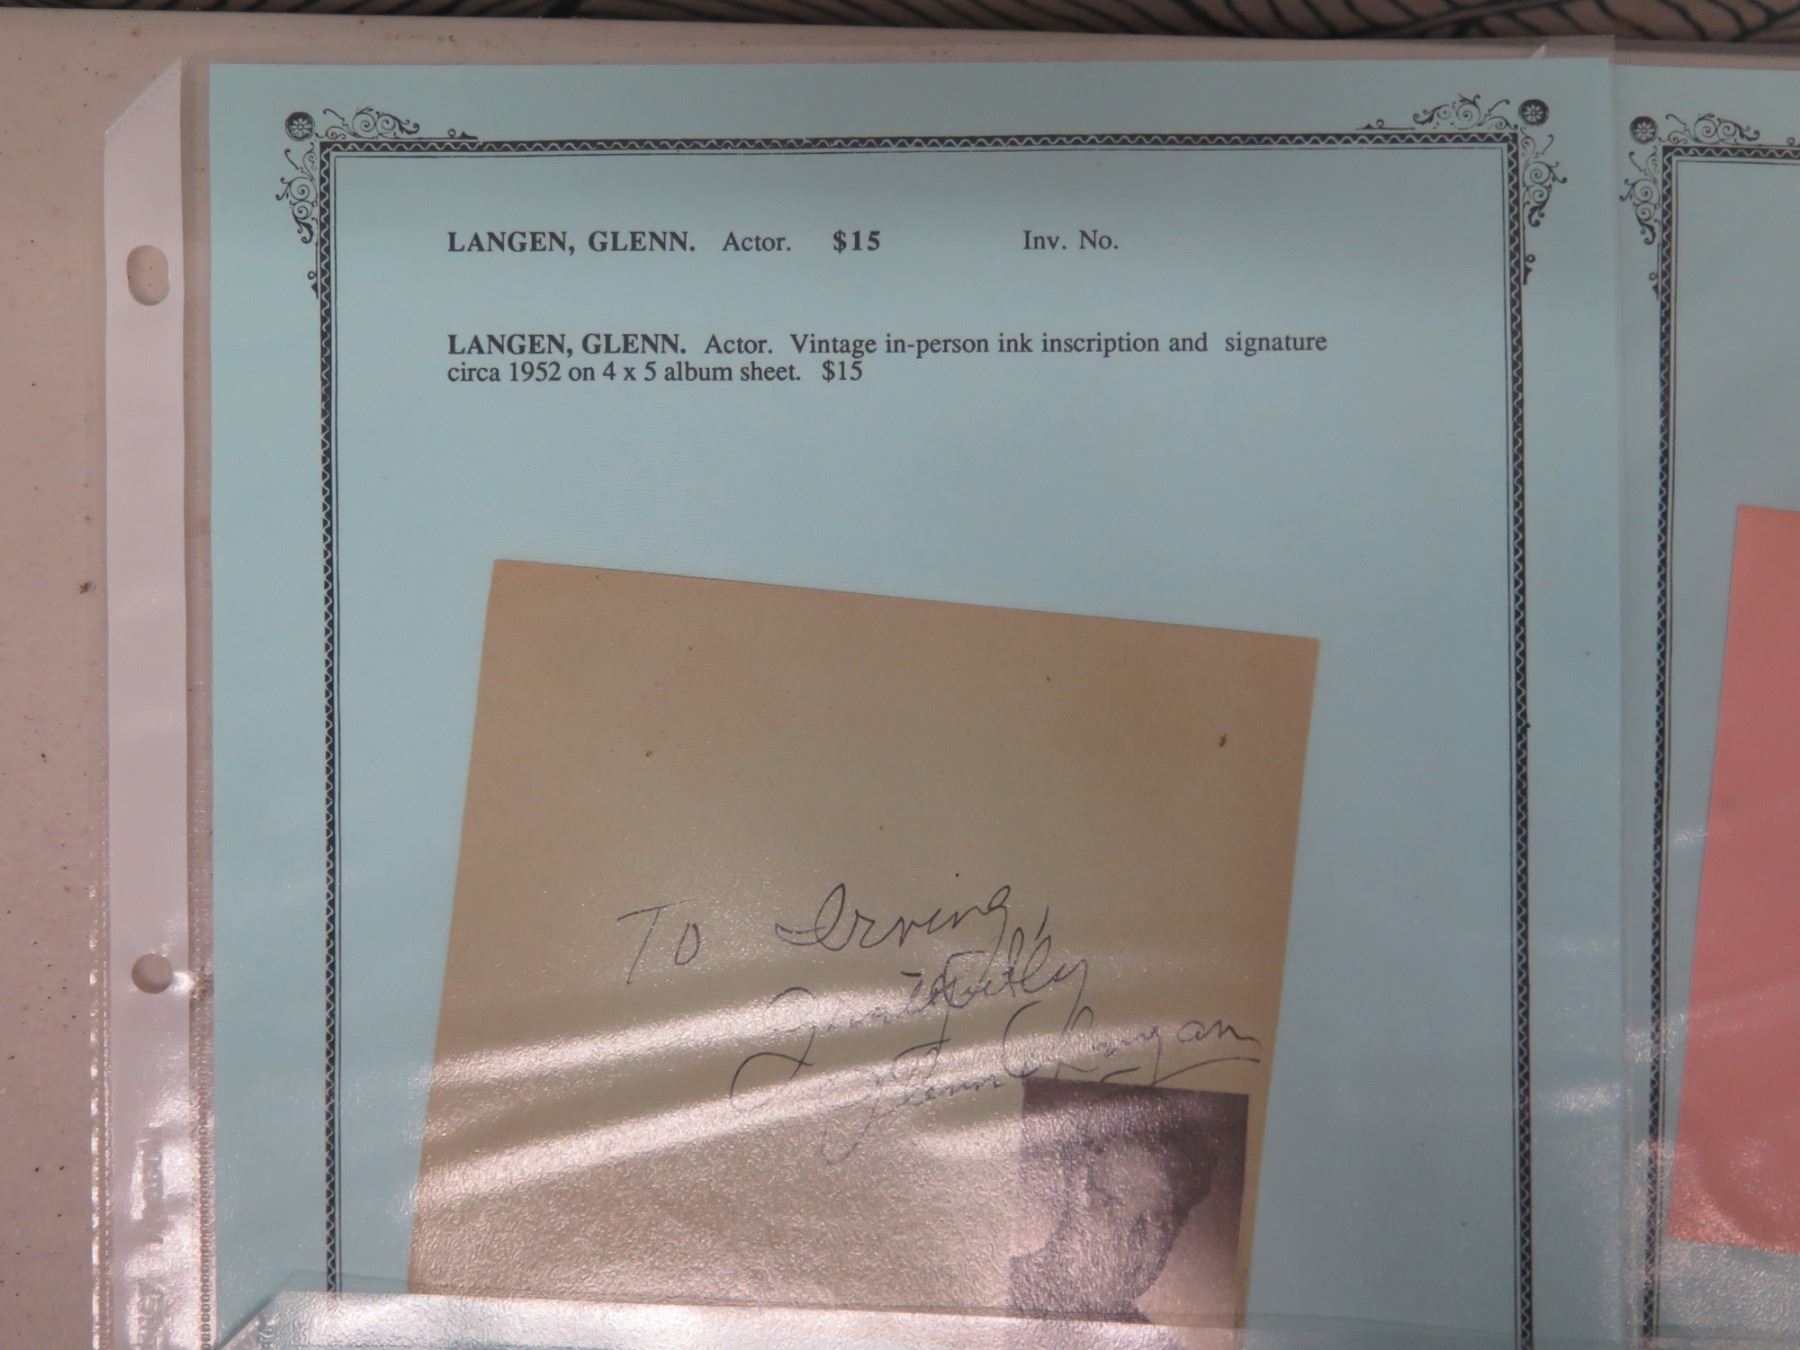 LANGEN, GLENN. Actor. $15 Inv. No.
LANGEN, GLENN. Actor. Vintage in-person ink inscription and signature
circa 1952 on 4 x 5 album sheet. $15
To Irving,
Glenn Langan